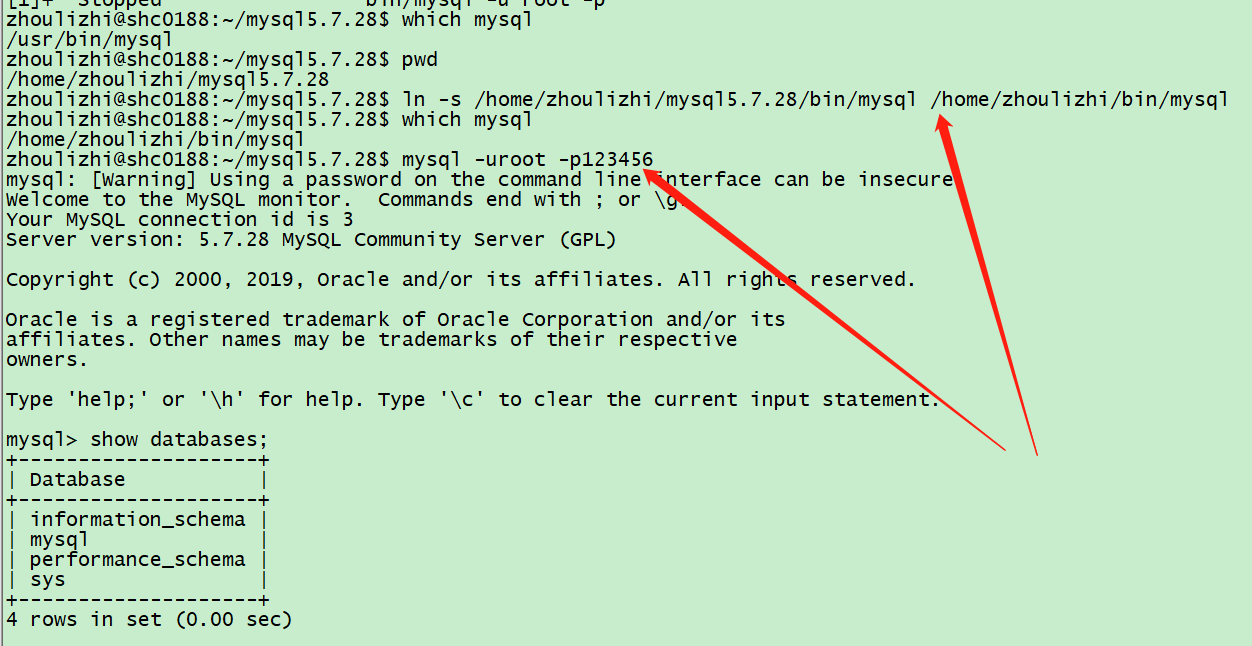 [1]+  Stopped                 bin/mysql -u root -p
zhoulizhi@shc0188:~/mysql5.7.28$ which mysql
/usr/bin/mysql
zhoulizhi@shc0188:~/mysql5.7.28$ pwd
/home/zhoulizhi/mysql5.7.28
zhoulizhi@shc0188:~/mysql5.7.28$ ln -s /home/zhoulizhi/mysql5.7.28/bin/mysql /home/zhoulizhi/bin/mysql
zhoulizhi@shc0188:~/mysql5.7.28$ which mysql
/home/zhoulizhi/bin/mysql
zhoulizhi@shc0188:~/mysql5.7.28$ mysql -uroot -p123456
mysql: [Warning] Using a password on the command line interface can be insecure
Welcome to the MySQL monitor.  Commands end with ; or \g.
Your MySQL connection id is 3
Server version: 5.7.28 MySQL Community Server (GPL)
Copyright (c) 2000, 2019, Oracle and/or its affiliates. All rights reserved.
Oracle is a registered trademark of Oracle Corporation and/or its
affiliates. Other names may be trademarks of their respective
owners.
Type 'help;' or '\h' for help. Type '\c' to clear the current input statement.
mysql> show databases;
+--------------------+
| Database           |
+--------------------+
| information_schema |
| mysql              |
| performance_schema |
| sys                |
+--------------------+
4 rows in set (0.00 sec)